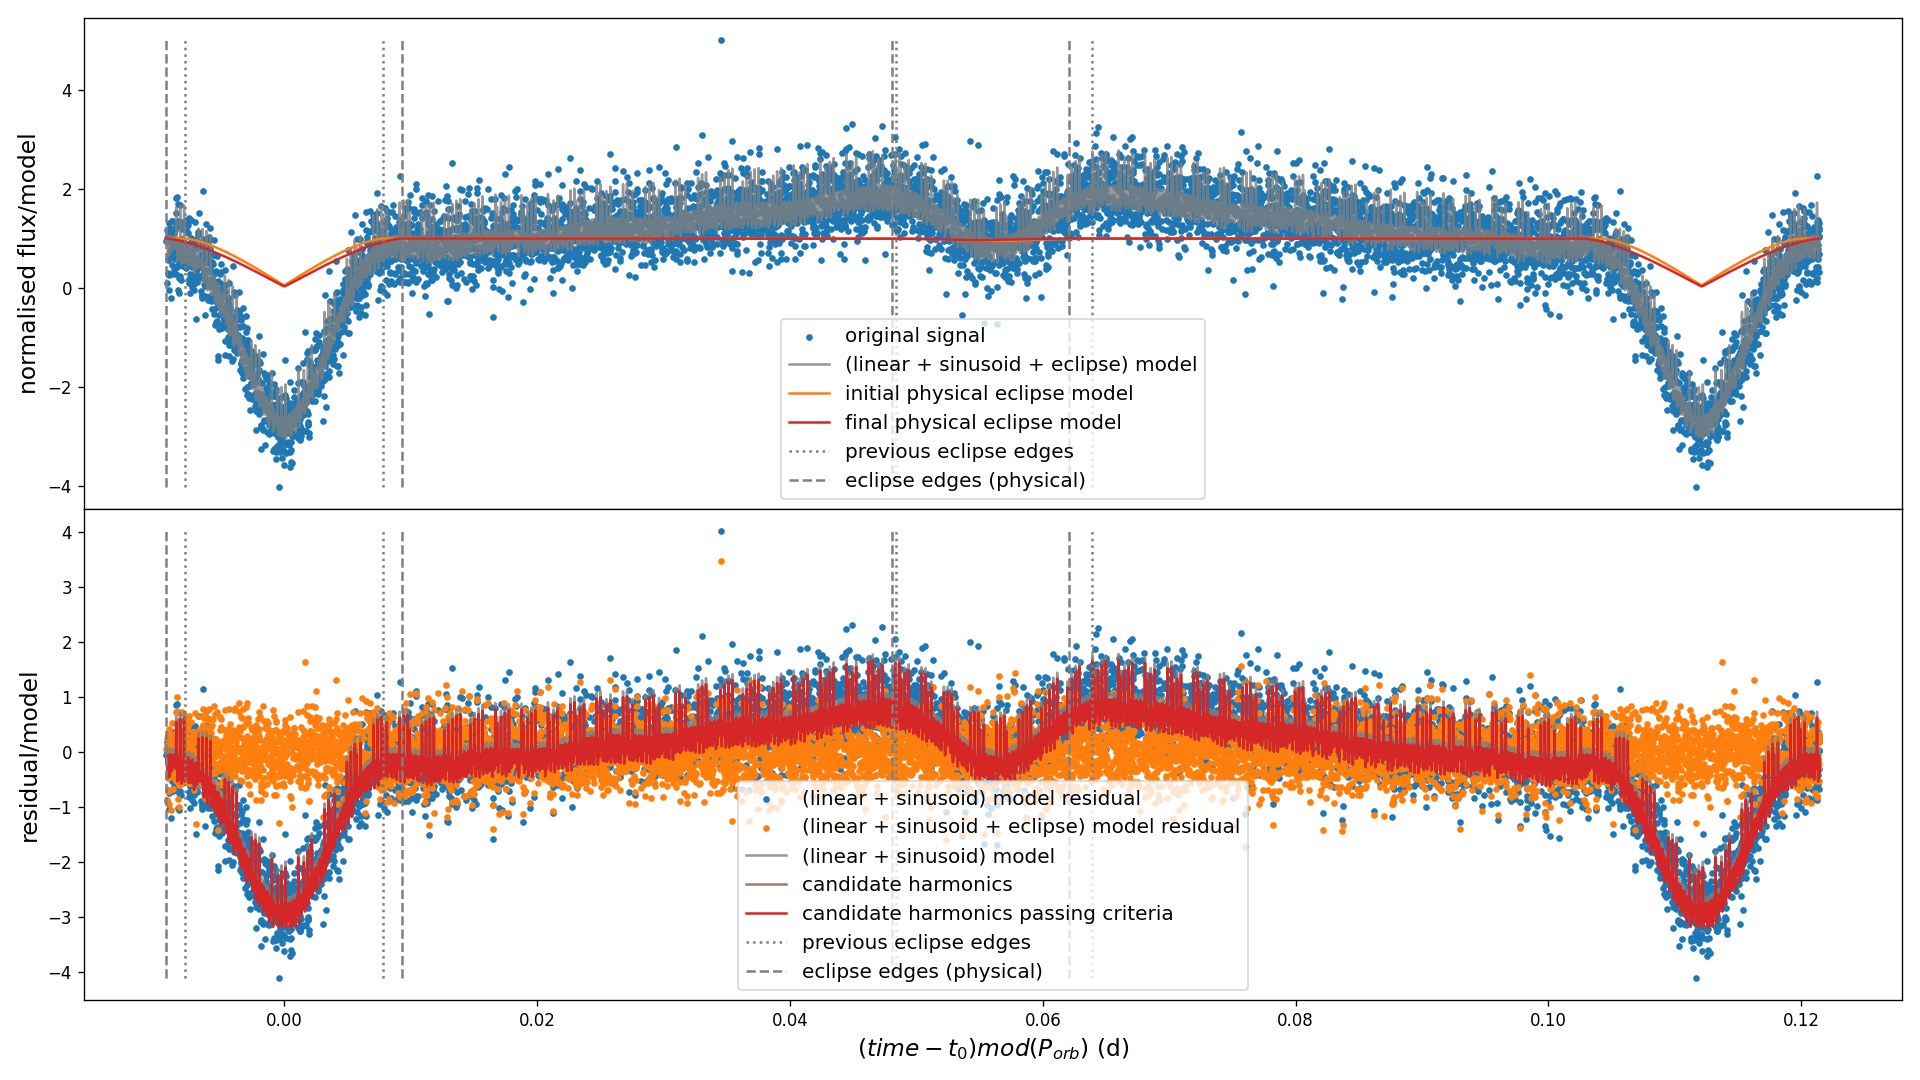 normalised flux/model
4
2
0
−2
−4
original signal
(linear + sinusoid + eclipse) model
initial physical eclipse model
final physical eclipse model
previous eclipse edges
eclipse edges (physical)
residual/model
4
3
2
1
0
−1
−2
−3
−4
(linear + sinusoid) model residual
(linear + sinusoid + eclipse) model residual
(linear + sinusoid) model
candidate harmonics
candidate harmonics passing criteria
previous eclipse edges
eclipse edges (physical)
0.00 0.02 0.04 0.06 0.08 0.10 0.12
(time − t₀)mod(P_orb) (d)